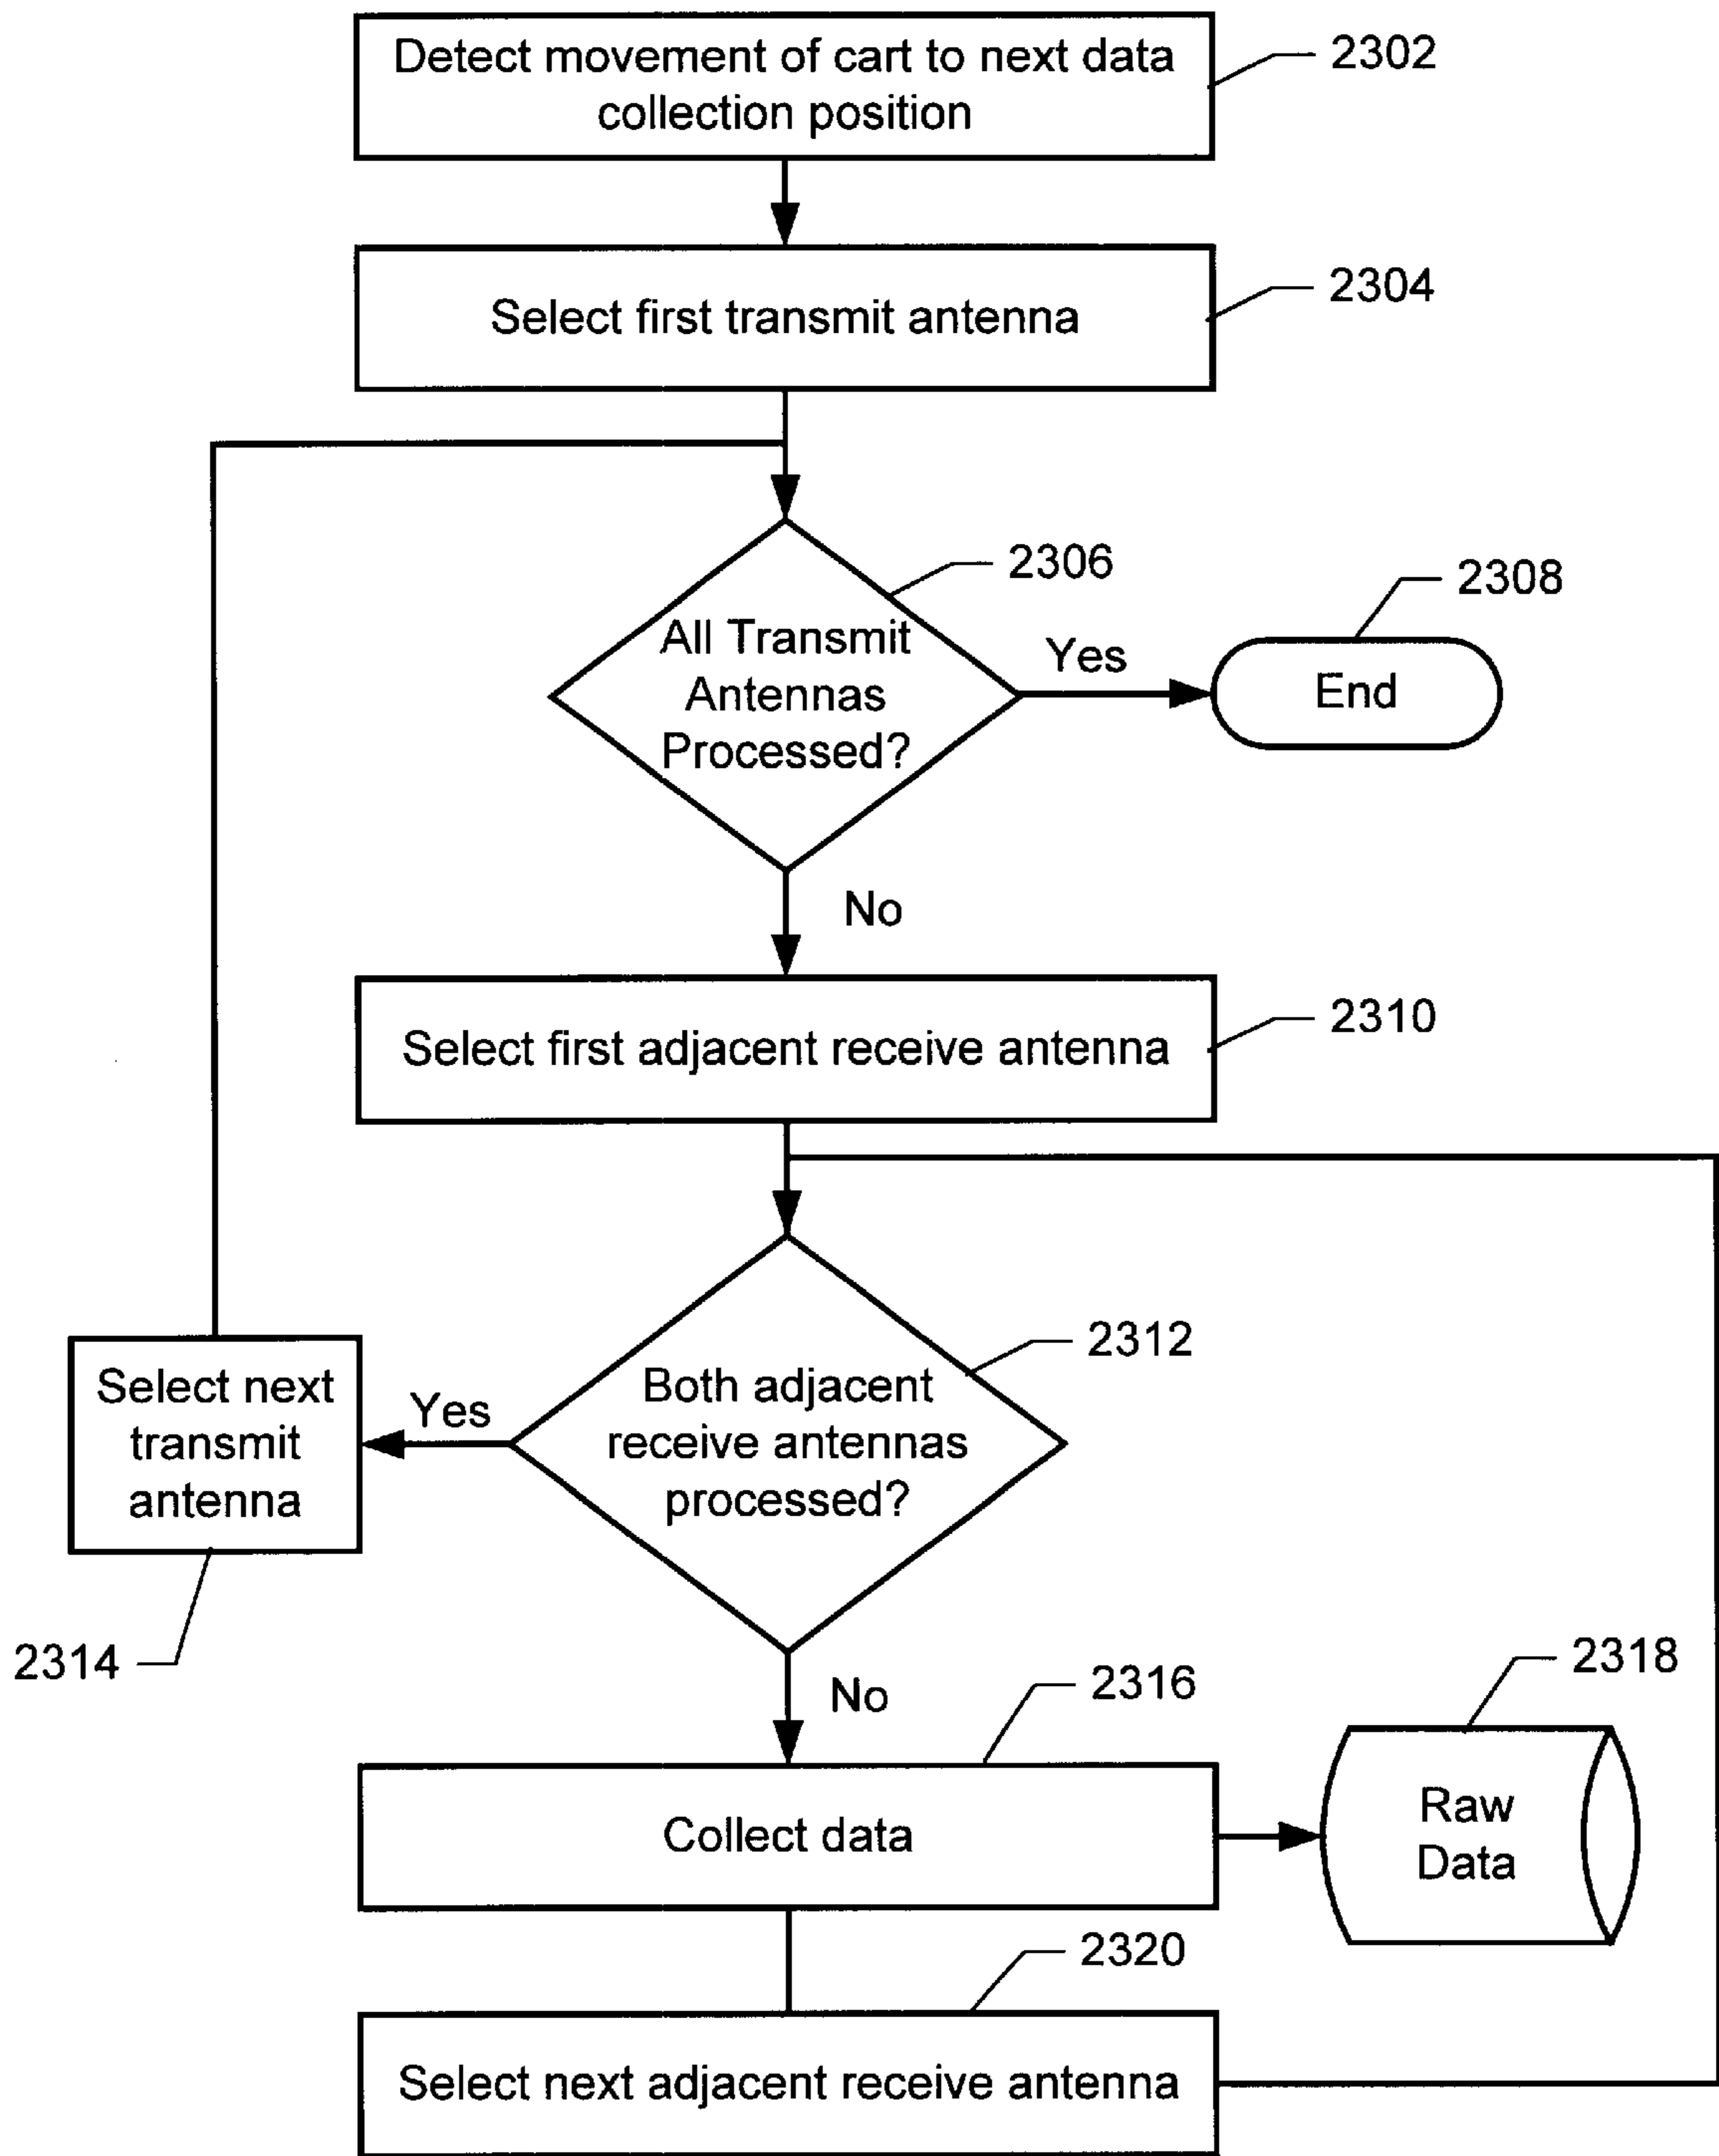 Detect movement of cart to next data
collection position
2302
Select first transmit antenna
2304
2306
All Transmit
Antennas
Processed?
Yes
2308
End
No
Select first adjacent receive antenna
2310
2312
Both adjacent
receive antennas
processed?
Yes
Select next
transmit
antenna
2314
No
2316
Collect data
2318
Raw
Data
2320
Select next adjacent receive antenna